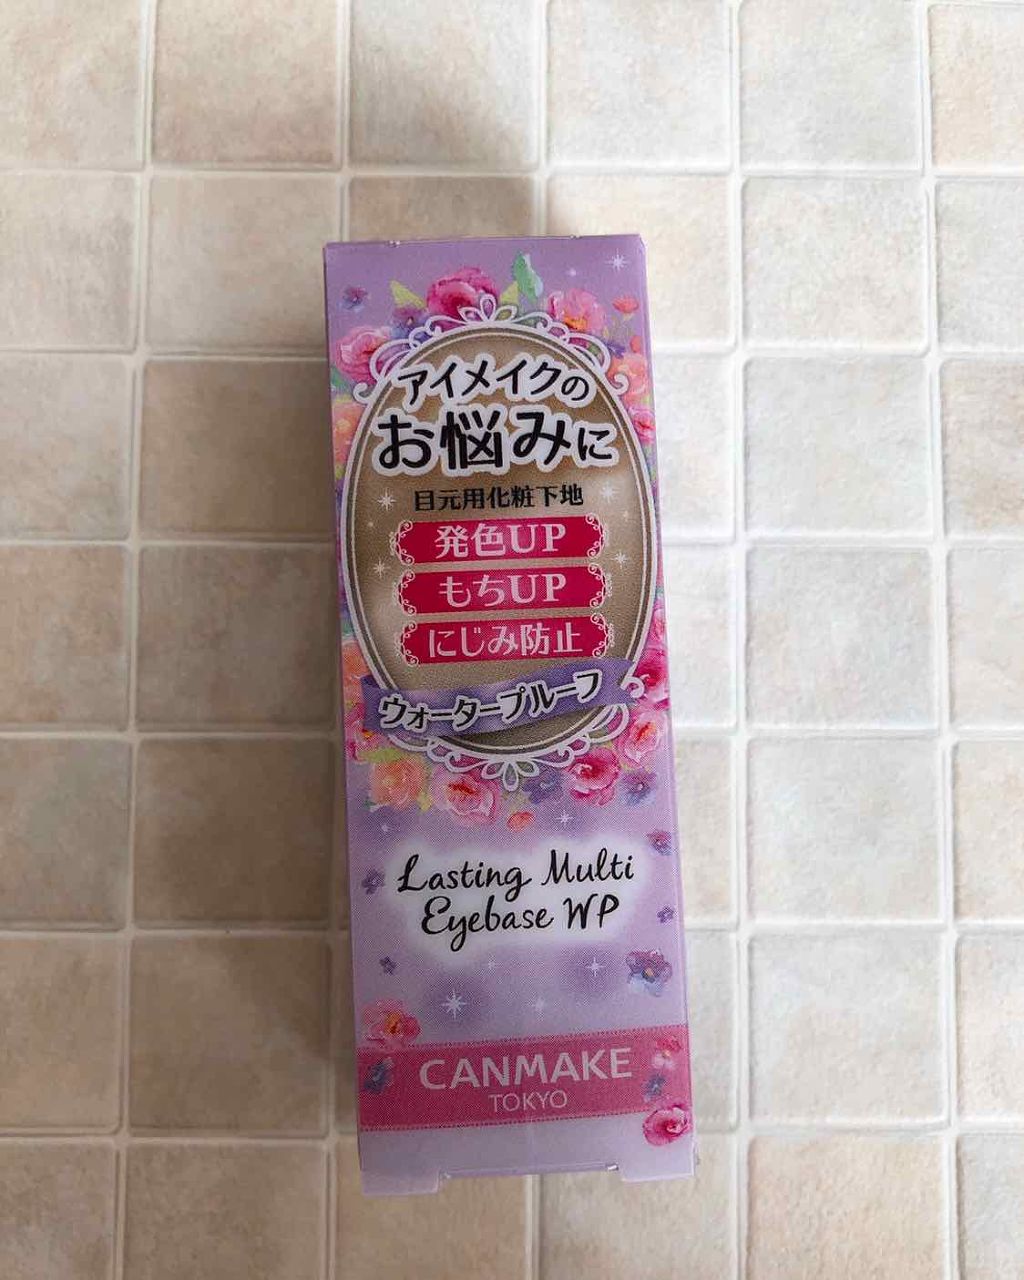 アイメイクの
お悩みに
目元用化粧下地
発色UP
もちUP
にじみ防止
ウォータープルーフ
Lasting Multi
Eyebase WP
CANMAKE
TOKYO